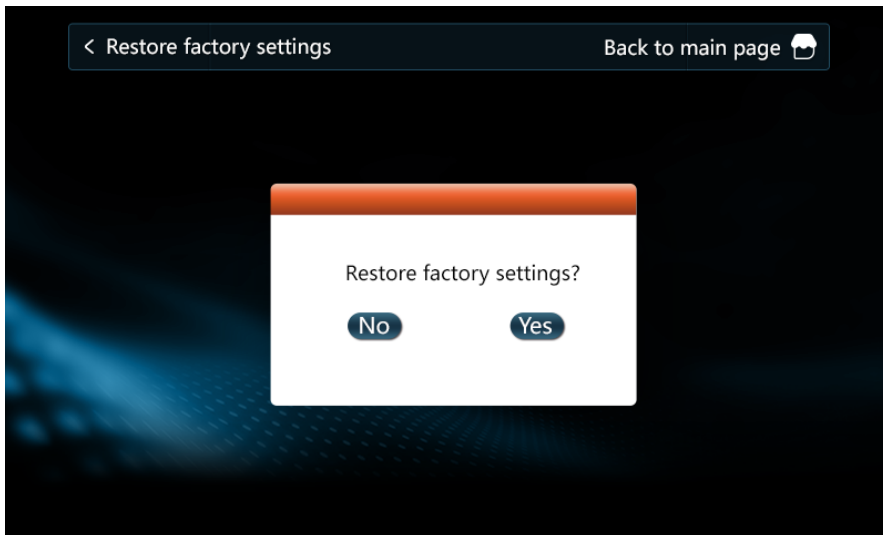 < Restore factory settings
Back to main page
Restore factory settings?
No
Yes